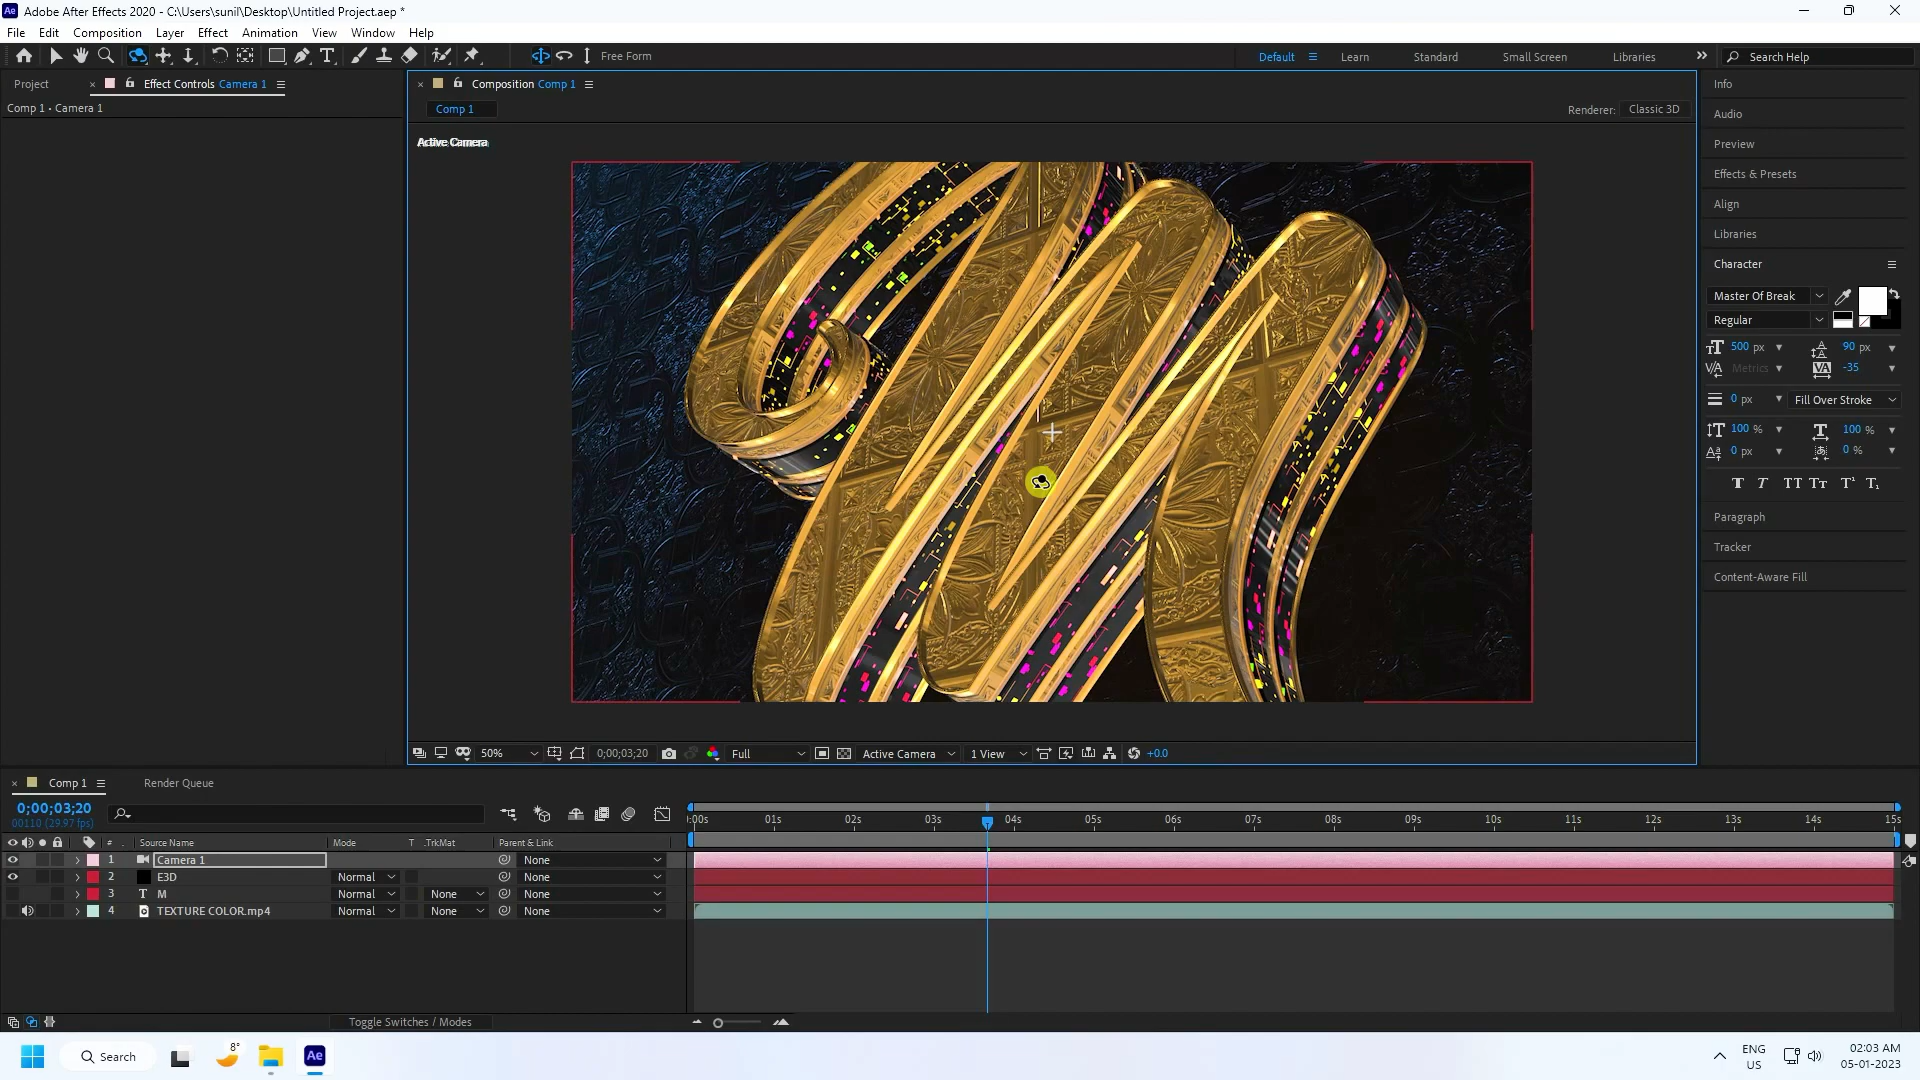 Adobe After Effects 2020 - C:\Users\sunil\Desktop\Untitled Project.aep *
File Edit Composition Layer Effect Animation View Window Help
Free Form
Default Learn Standard Small Screen Libraries Search Help
Project Effect Controls Camera 1
Comp 1 • Camera 1
Composition Comp 1
Comp 1
Renderer: Classic 3D
Active Camera
Info
Audio
Preview
Effects & Presets
Align
Libraries
Character
Master Of Break
Regular
500 px 90 px
Metrics -35
0 px Fill Over Stroke
100 % 100 %
0 px 0 %
Paragraph
Tracker
Content-Aware Fill
50% 0;00;03;20 Full Active Camera 1 View +0.0
Comp 1 Render Queue
0;00;03;20
00110 (29.97 fps)
:00s 01s 02s 03s 04s 05s 06s 07s 08s 09s 10s 11s 12s 13s 14s 15s
# Source Name Mode T .TrkMat Parent & Link
1 Camera 1 None
2 E3D Normal None
3 T M Normal None None
4 TEXTURE COLOR.mp4 Normal None None
Toggle Switches / Modes
8°
Search
Ae
ENG
US
02:03 AM
05-01-2023